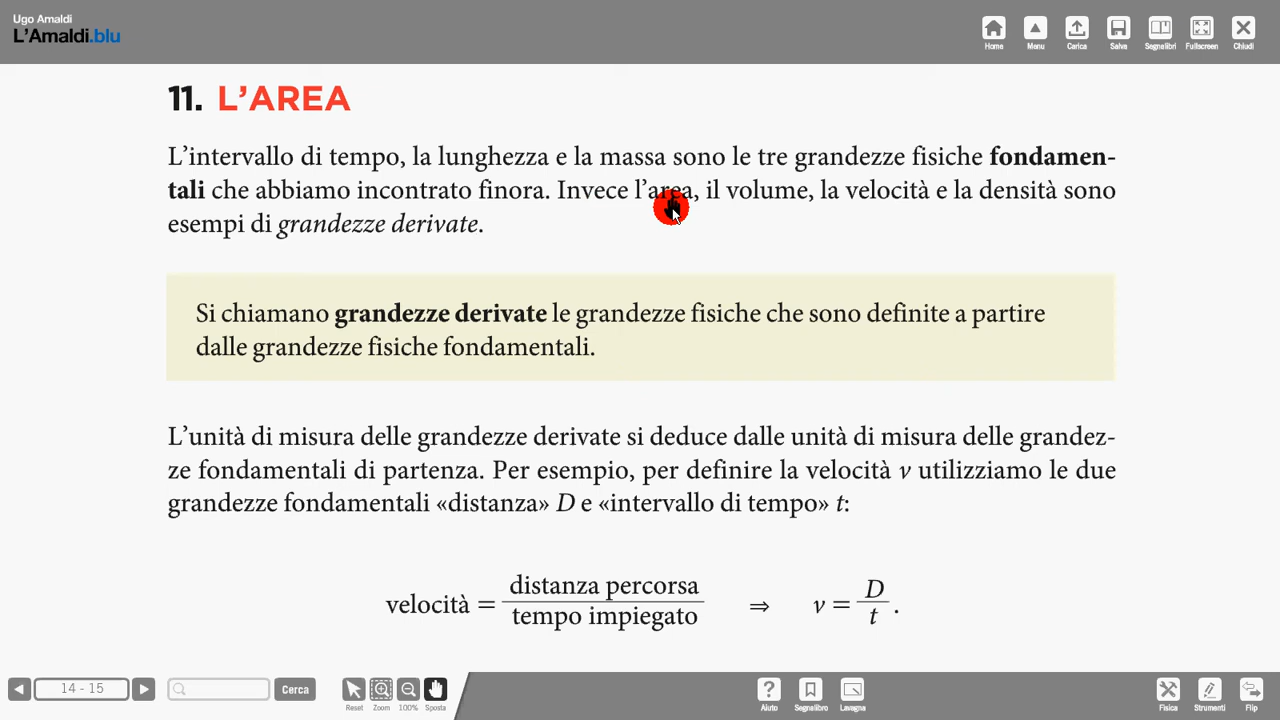 Ugo Amaldi
L'Amaldi.blu
Home Menu Carica Salva Segnalibri Fullscreen Chiudi
11. L'AREA
L'intervallo di tempo, la lunghezza e la massa sono le tre grandezze fisiche fondamen-
tali che abbiamo incontrato finora. Invece l'area, il volume, la velocità e la densità sono
esempi di grandezze derivate.
Si chiamano grandezze derivate le grandezze fisiche che sono definite a partire
dalle grandezze fisiche fondamentali.
L'unità di misura delle grandezze derivate si deduce dalle unità di misura delle grandez-
ze fondamentali di partenza. Per esempio, per definire la velocità v utilizziamo le due
grandezze fondamentali «distanza» D e «intervallo di tempo» t:
velocità = distanza percorsa / tempo impiegato ⇒ v = D / t .
14 - 15 Cerca Reset Zoom 100% Sposta Aiuto Segnalibro Lavagna Fisica Strumenti Flip